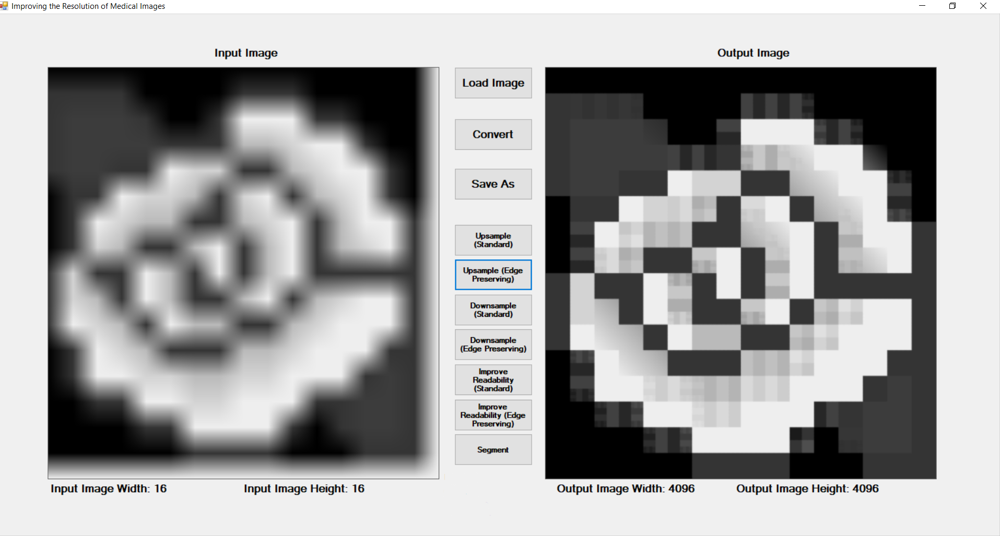 Improving the Resolution of Medical Images
Input Image
Output Image
Load Image
Convert
Save As
Upsample
(Standard)
Upsample (Edge
Preserving)
Downsample
(Standard)
Downsample
(Edge Preserving)
Improve
Readability
(Standard)
Improve
Readability (Edge
Preserving)
Segment
Input Image Width: 16
Input Image Height: 16
Output Image Width: 4096
Output Image Height: 4096